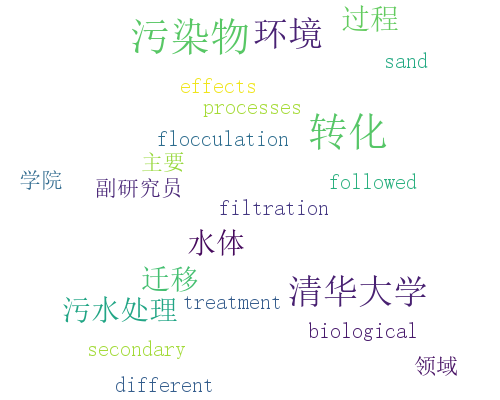 污染物 环境 过程
sand
effects
processes
转化
flocculation
主要
学院 副研究员 followed
filtration
水体
迁移 清华大学
污水处理 treatment
biological
secondary
领域
different